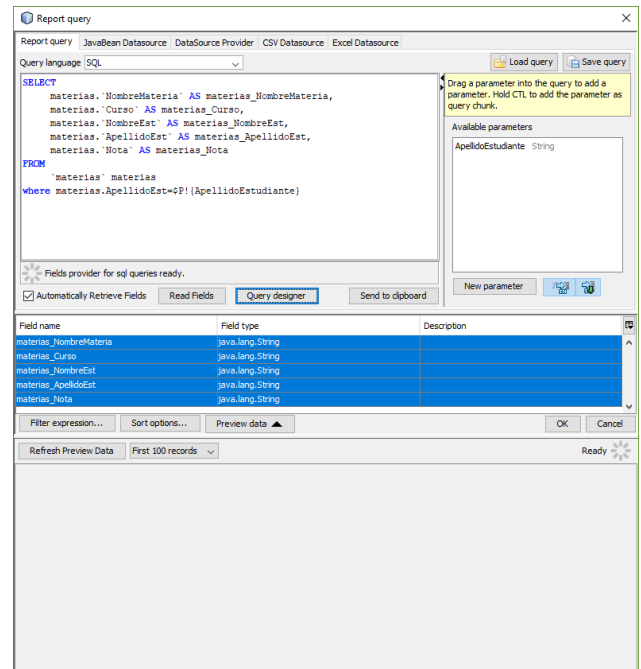 Report query
Report query JavaBean Datasource DataSource Provider CSV Datasource Excel Datasource
Query language SQL Load query Save query
SELECT
materias.`NombreMateria` AS materias_NombreMateria,
materias.`Curso` AS materias_Curso,
materias.`NombreEst` AS materias_NombreEst,
materias.`ApellidoEst` AS materias_ApellidoEst,
materias.`Nota` AS materias_Nota
FROM
`materias` materias
where materias.ApellidoEst=$P!{ApellidoEstudiante}
Drag a parameter into the query to add a
parameter. Hold CTL to add the parameter as
query chunk.
Available parameters
ApellidoEstudiante String
Fields provider for sql queries ready.
New parameter
Automatically Retrieve Fields Read Fields Query designer Send to clipboard
Field name Field type Description
materias_NombreMateria java.lang.String
materias_Curso java.lang.String
materias_NombreEst java.lang.String
materias_ApellidoEst java.lang.String
materias_Nota java.lang.String
Filter expression... Sort options... Preview data OK Cancel
Refresh Preview Data First 100 records Ready